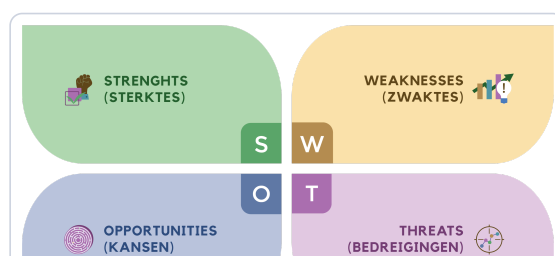 STRENGHTS
(STERKTES)
WEAKNESSES
(ZWAKTES)
S
W
O
T
OPPORTUNITIES
(KANSEN)
THREATS
(BEDREIGINGEN)